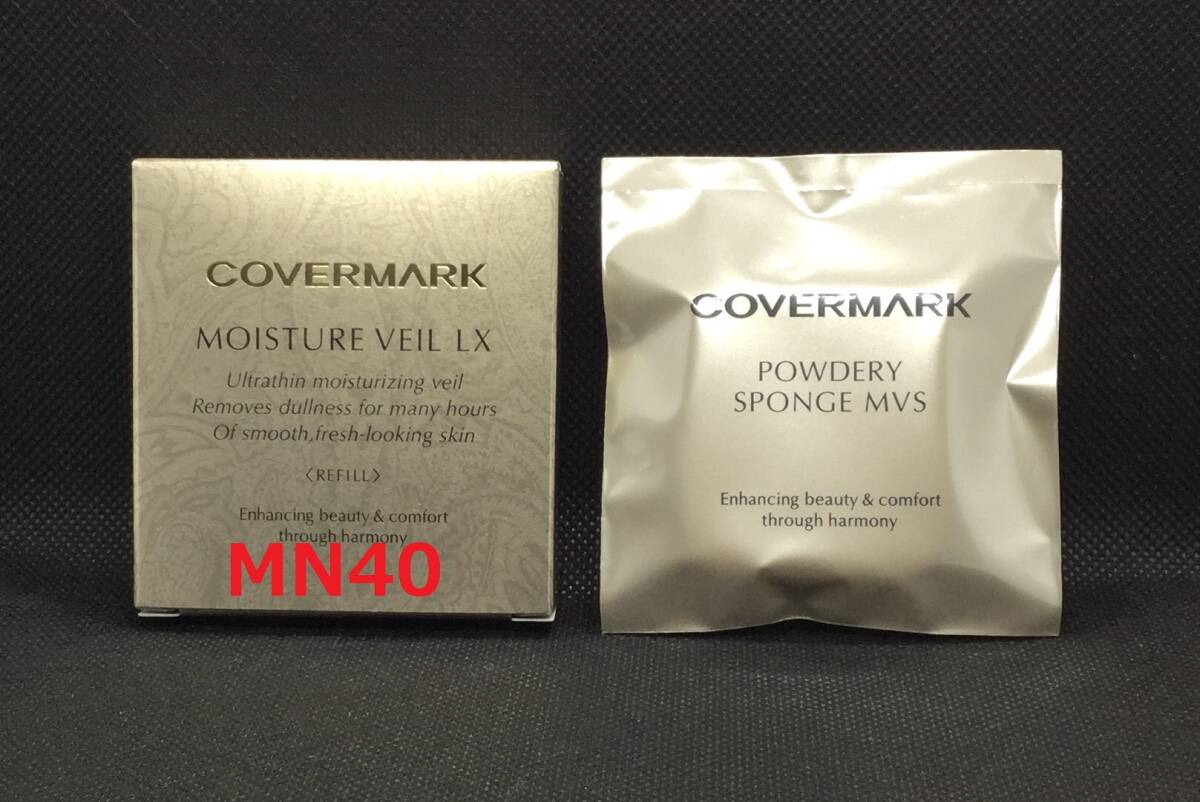 COVERMARK
MOISTURE VEIL LX
Ultrathin moisturizing veil
Removes dullness for many hours
Of smooth,fresh-looking skin
〈REFILL〉
Enhancing beauty & comfort
through harmony
MN40
COVERMARK
POWDERY
SPONGE MVS
Enhancing beauty & comfort
through harmony